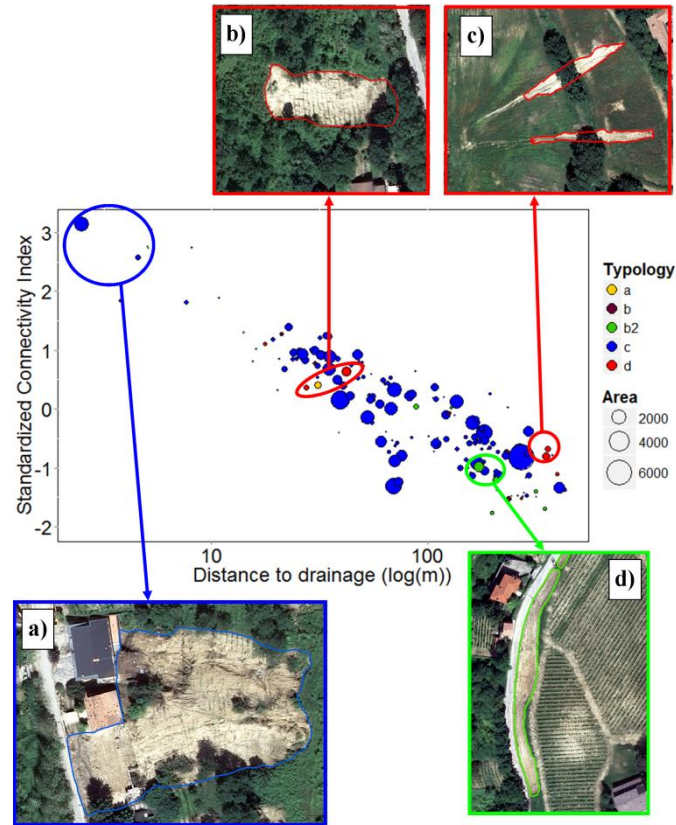 b)
c)
Standardized Connectivity Index
3
2
1
0
-1
-2
10
100
Distance to drainage (log(m))
Typology
a
b
b2
c
d
Area
2000
4000
6000
a)
d)